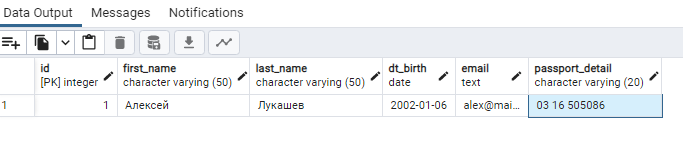 Data Output Messages Notifications
id first_name last_name dt_birth email passport_detail
[PK] integer character varying (50) character varying (50) date text character varying (20)
1 1 Алексей Лукашев 2002-01-06 alex@mai... 03 16 505086